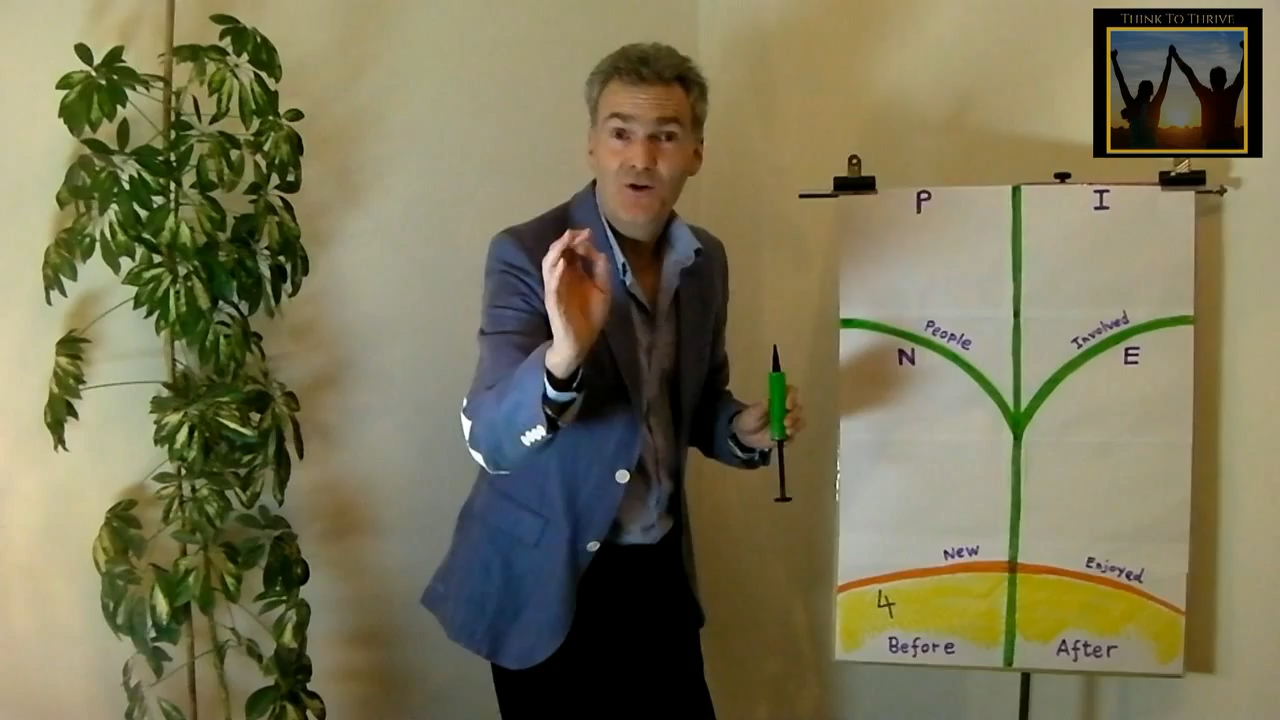 THINK TO THRIVE
P I
People Involved
N E
New Enjoyed
4
Before After